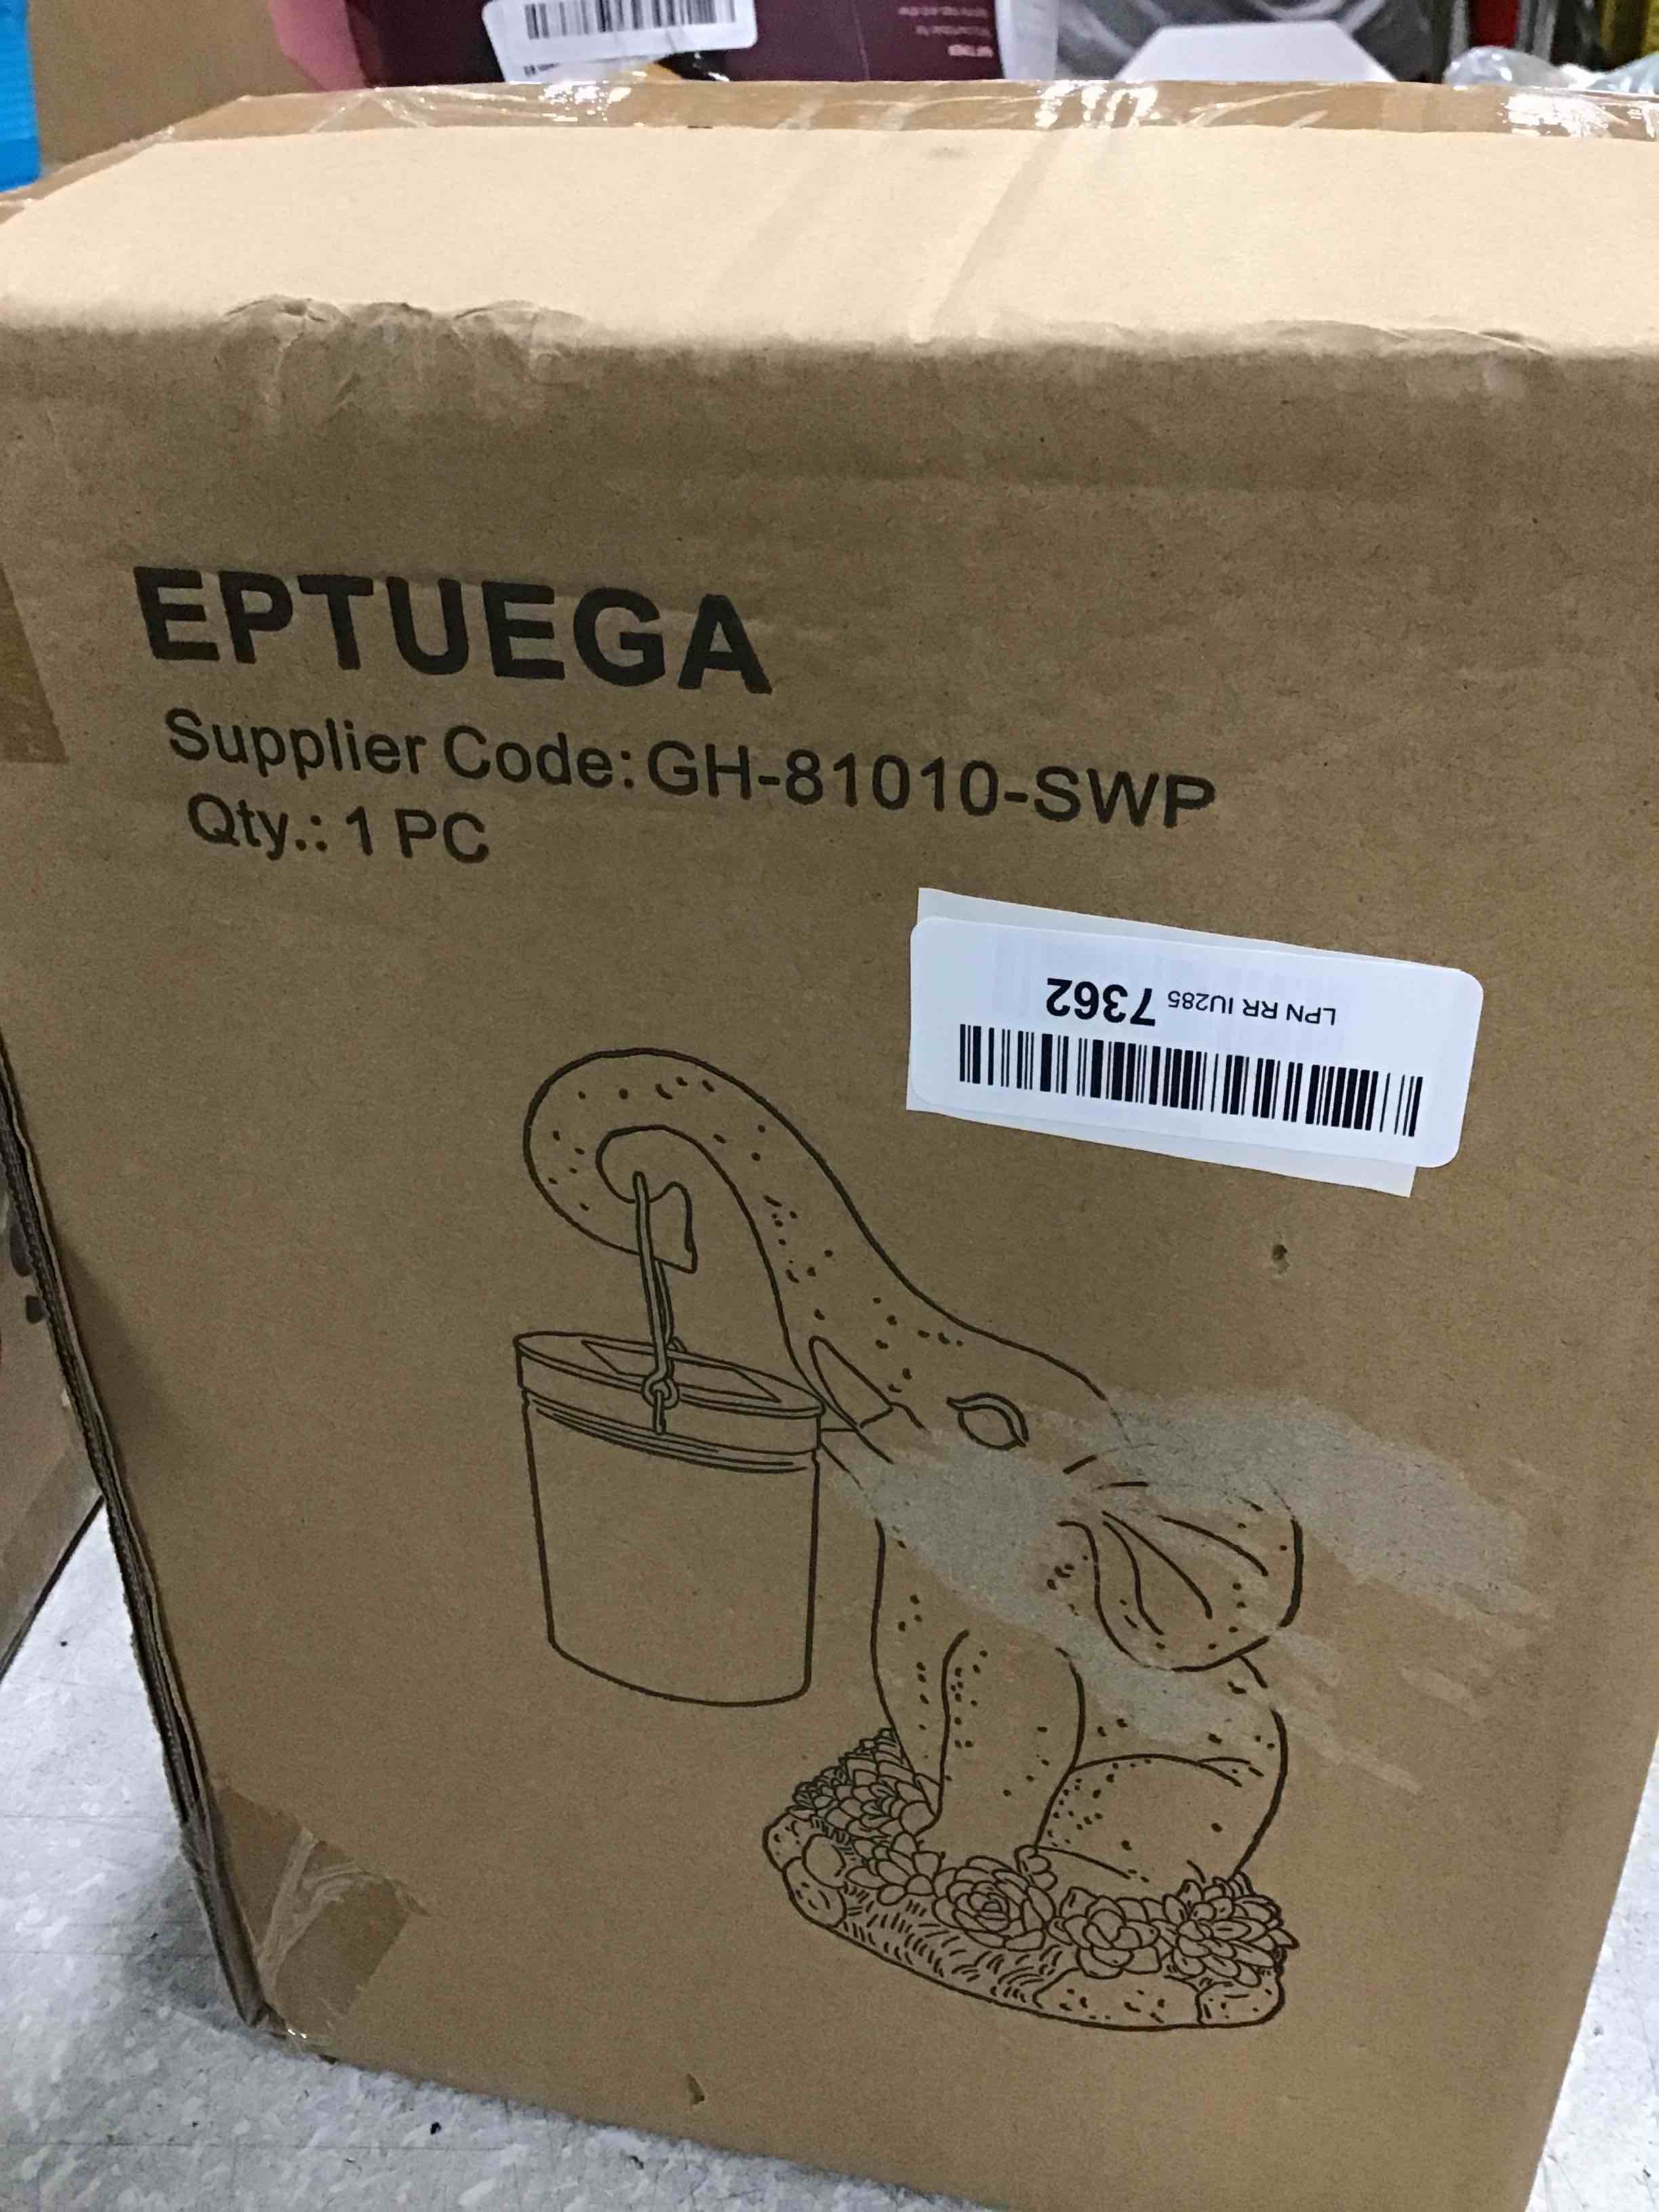 EPTUEGA
Supplier Code: GH-81010-SWP
Qty.: 1 PC
LPN RR IU285 7362